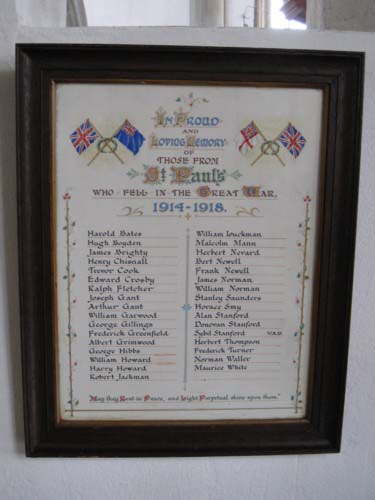 In Proud
and
Loving Memory
of
those from
St Paul's
who fell in the Great War,
1914-1918.
Harold Bates
Hugh Boyden
James Brighty
Henry Chisnall
Trevor Cook
Edward Crosby
Ralph Fletcher
Joseph Gant
Arthur Gant
William Garwood
George Gillings
Frederick Greenfield
Albert Grimwood
George Hibbs
William Howard
Harry Howard
Robert Jackman
William Luckman
Malcolm Mann
Herbert Nevard
Bert Newell
Frank Newell
James Norman
William Norman
Stanley Saunders
Horace Smy
Alan Stanford
Donovan Stanford
Sybil Stanford V.A.D.
Herbert Thompson
Frederick Turner
Norman Waller
Maurice White
"May they Rest in Peace, and Light Perpetual shine upon them."